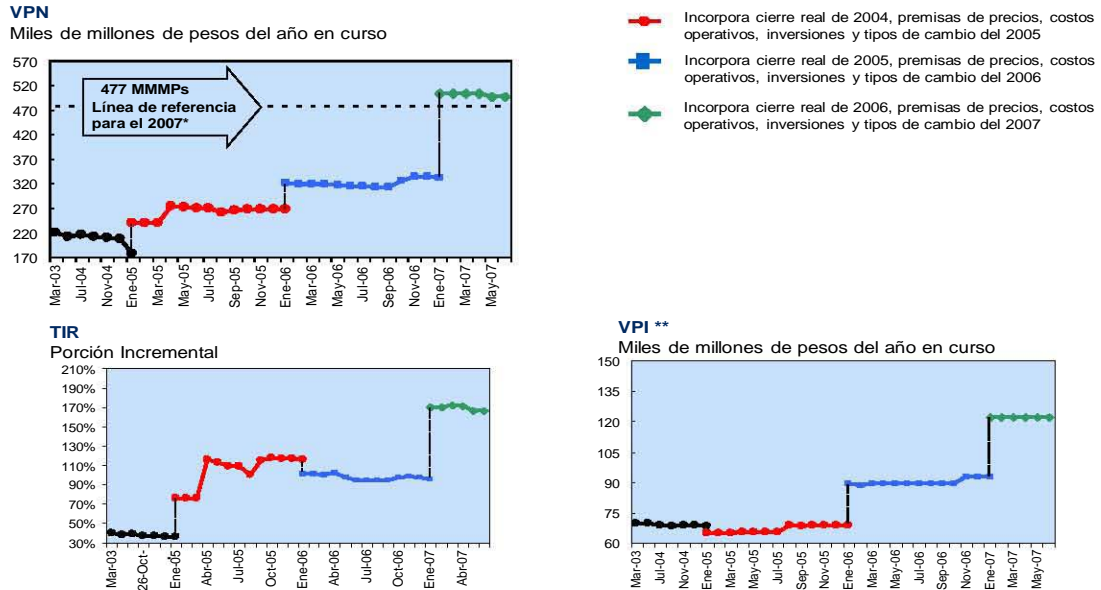 VPN
Miles de millones de pesos del año en curso
570
520
470
420
370
320
270
220
170
477 MMMPs
Línea de referencia
para el 2007*
Mar-03
Jul-04
Nov-04
Ene-05
Mar-05
May-05
Jul-05
Sep-05
Nov-05
Ene-06
Mar-06
May-06
Jul-06
Sep-06
Nov-06
Ene-07
Mar-07
May-07
Incorpora cierre real de 2004, premisas de precios, costos
operativos, inversiones y tipos de cambio del 2005
Incorpora cierre real de 2005, premisas de precios, costos
operativos, inversiones y tipos de cambio del 2006
Incorpora cierre real de 2006, premisas de precios, costos
operativos, inversiones y tipos de cambio del 2007
TIR
Porción Incremental
210%
190%
170%
150%
130%
110%
90%
70%
50%
30%
Mar-03
26-Oct-
Ene-05
Abr-05
Jul-05
Oct-05
Ene-06
Abr-06
Jul-06
Oct-06
Ene-07
Abr-07
VPI **
Miles de millones de pesos del año en curso
150
135
120
105
90
75
60
Mar-03
Jul-04
Nov-04
Ene-05
Mar-05
May-05
Jul-05
Sep-05
Nov-05
Ene-06
Mar-06
May-06
Jul-06
Sep-06
Nov-06
Ene-07
Mar-07
May-07